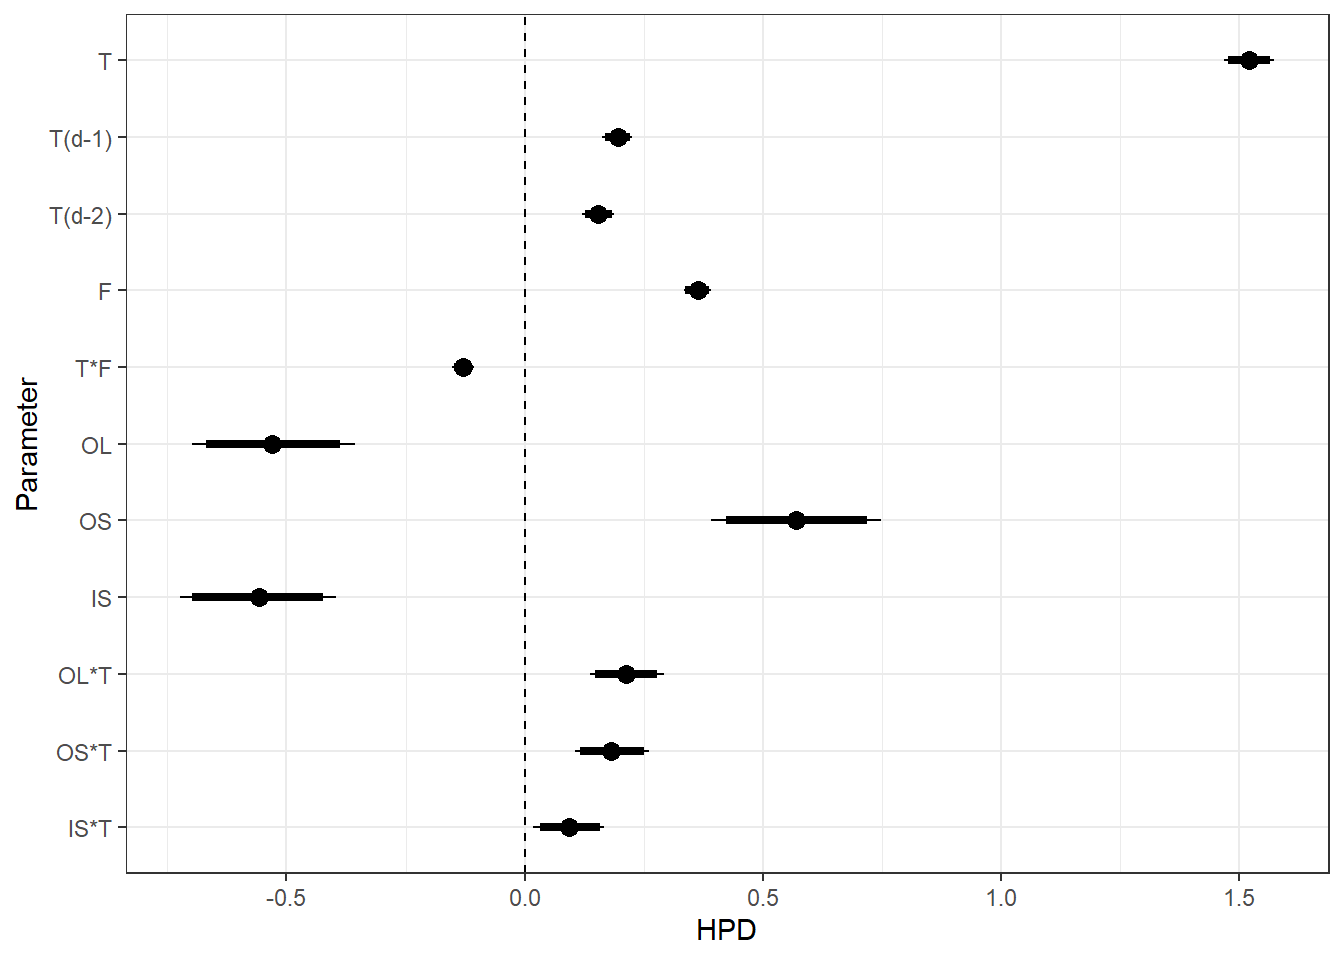 T
T(d-1)
T(d-2)
F
T*F
OL
OS
IS
OL*T
OS*T
IS*T
Parameter
-0.5 0.0 0.5 1.0 1.5
HPD